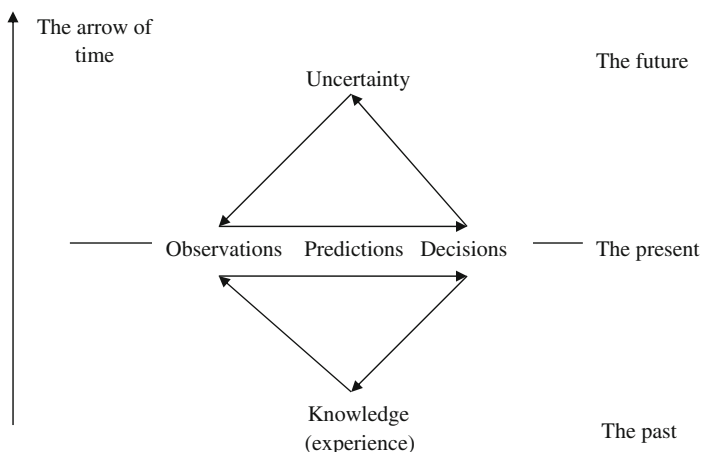 The arrow of
time
The future
Uncertainty
Observations Predictions Decisions
The present
Knowledge
(experience)
The past